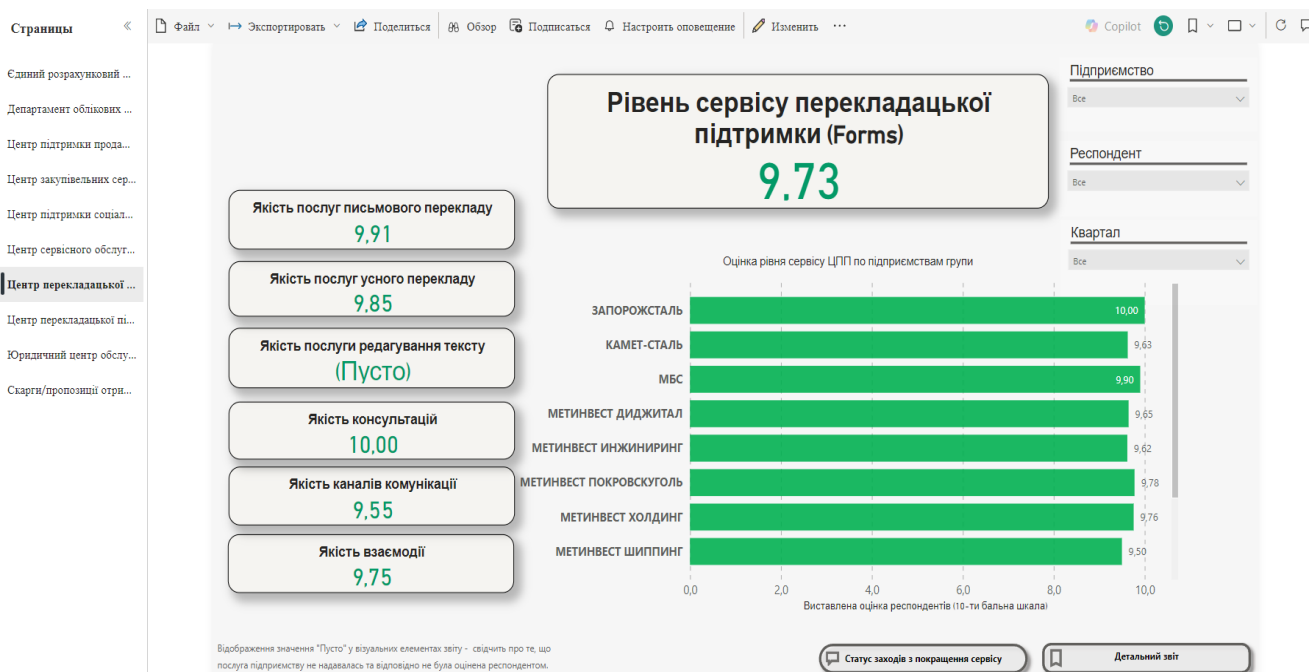 Страницы
«
Файл
Экспортировать
Поделиться
Обзор
Подписаться
Настроить оповещение
Изменить
...
Copilot
Єдиний розрахунковий ...
Департамент облікових ...
Центр підтримки прода...
Центр закупівельних сер...
Центр підтримки соціал...
Центр сервісного обслуг...
Центр перекладацької ...
Центр перекладацької пі...
Юридичний центр обслу...
Скарги/пропозиції отри...
Рівень сервісу перекладацької
підтримки (Forms)
9,73
Підприємство
Все
Респондент
Все
Квартал
Все
Якість послуг письмового перекладу
9,91
Якість послуг усного перекладу
9,85
Якість послуги редагування тексту
(Пусто)
Якість консультацій
10,00
Якість каналів комунікації
9,55
Якість взаємодії
9,75
Оцінка рівня сервісу ЦПП по підприємствам групи
ЗАПОРОЖСТАЛЬ 10,00
КАМЕТ-СТАЛЬ 9,63
МБС 9,90
МЕТИНВЕСТ ДИДЖИТАЛ 9,65
МЕТИНВЕСТ ИНЖИНИРИНГ 9,62
МЕТИНВЕСТ ПОКРОВСКУГОЛЬ 9,78
МЕТИНВЕСТ ХОЛДИНГ 9,76
МЕТИНВЕСТ ШИППИНГ 9,50
0,0 2,0 4,0 6,0 8,0 10,0
Виставлена оцінка респондентів (10-ти бальна шкала)
Відображення значення "Пусто" у візуальних елементах звіту - свідчить про те, що
послуга підприємству не надавалась та відповідно не була оцінена респондентом.
Статус заходів з покращення сервісу
Детальний звіт